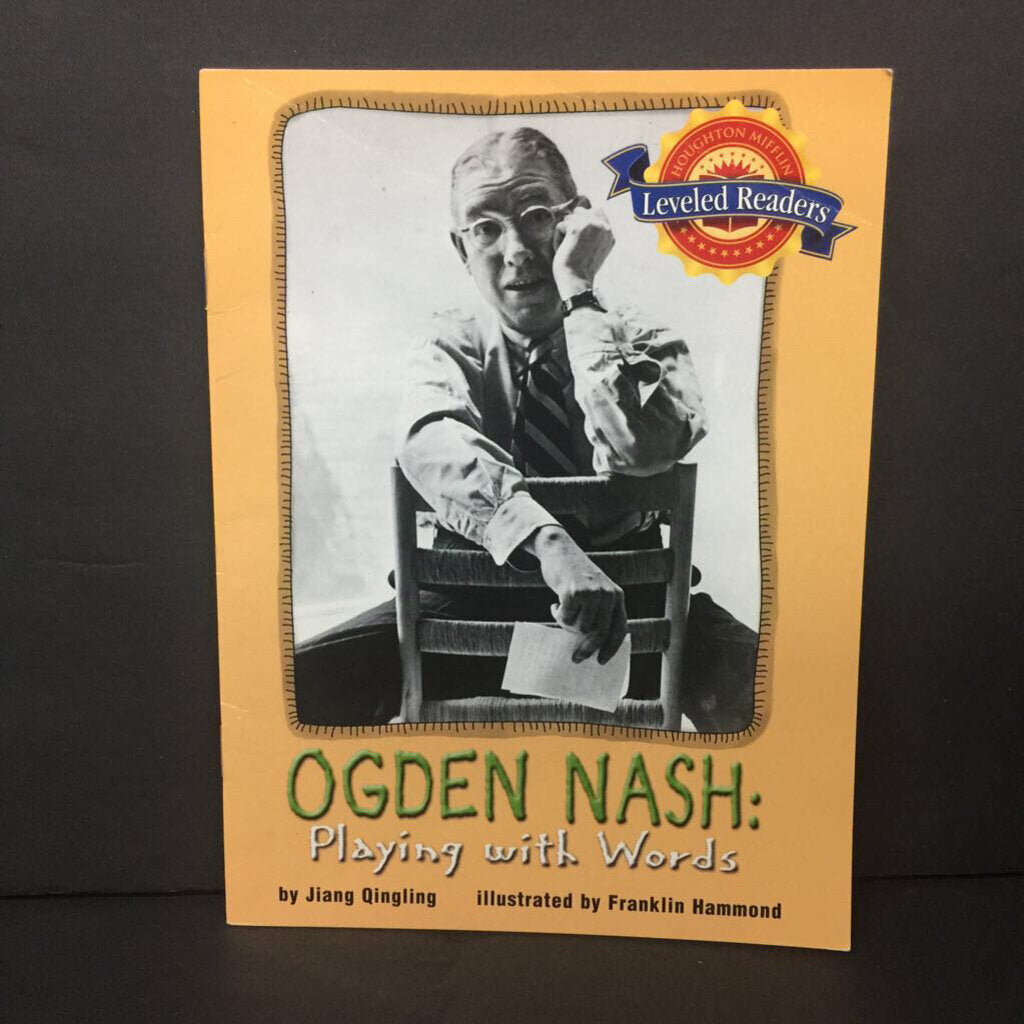 HOUGHTON MIFFLIN
Leveled Readers
OGDEN NASH:
Playing with Words
by Jiang Qingling illustrated by Franklin Hammond